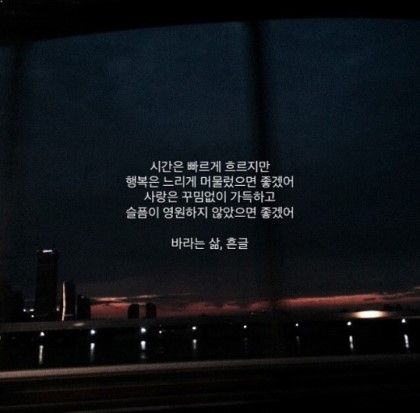 시간은 빠르게 흐르지만
행복은 느리게 머물렀으면 좋겠어
사랑은 꾸밈없이 가득하고
슬픔이 영원하지 않았으면 좋겠어
바라는 삶, 흔글